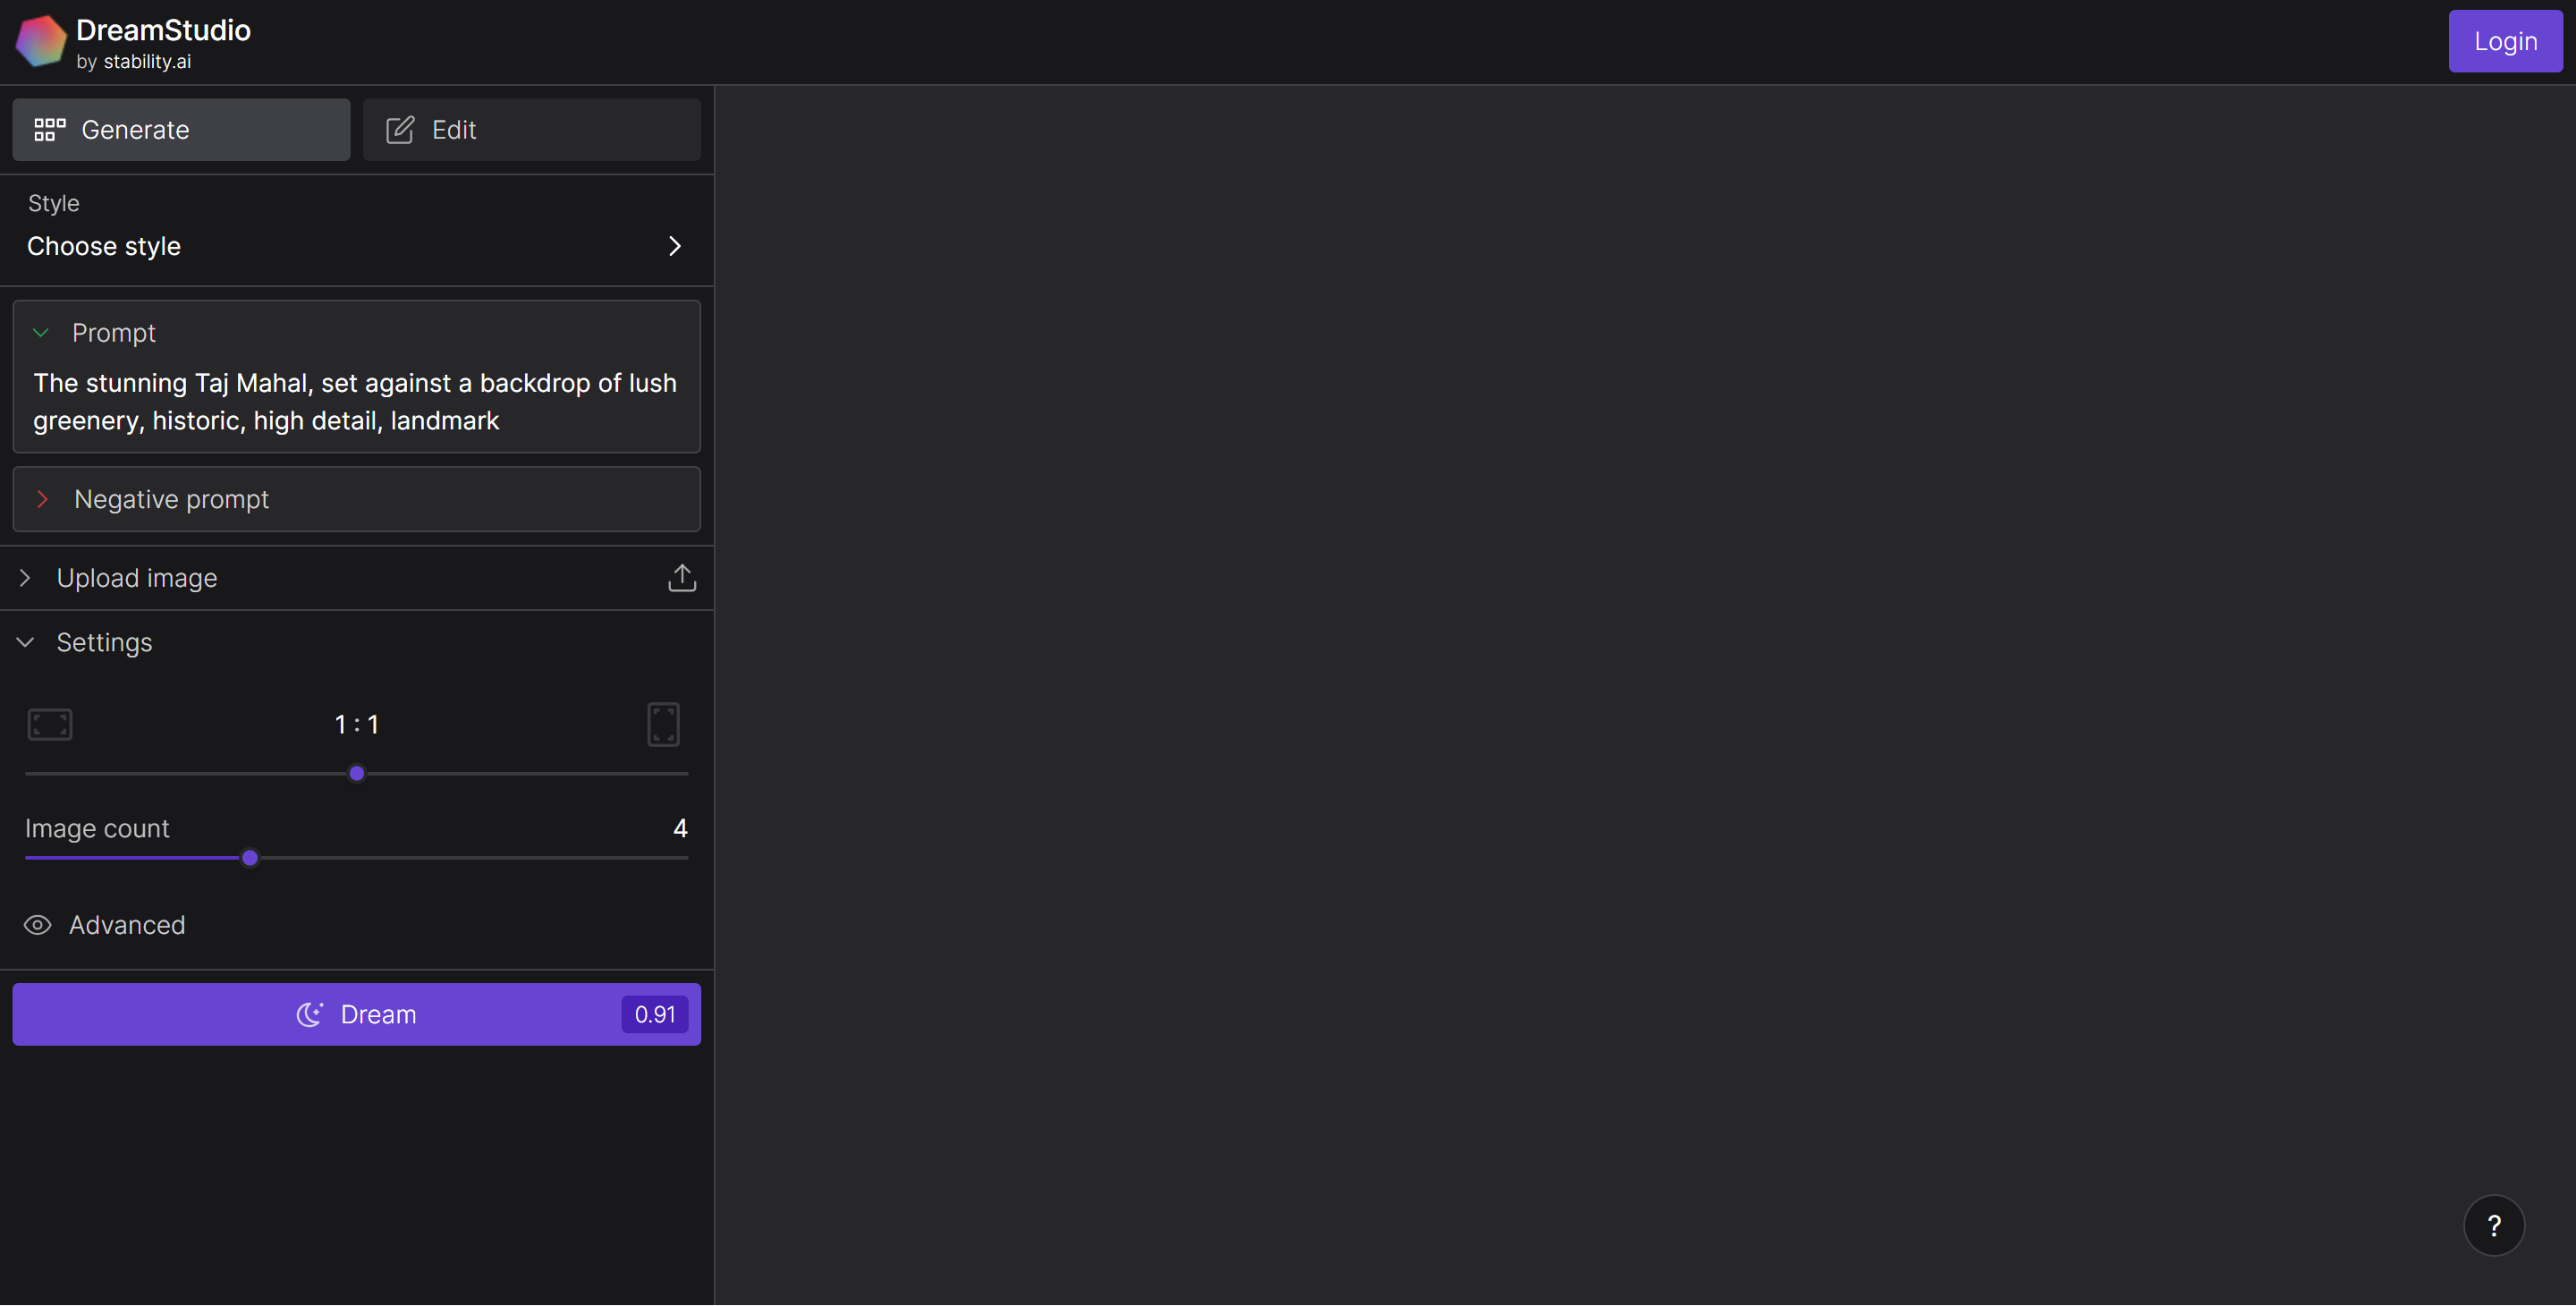 DreamStudio
by stability.ai
Login
Generate
Edit
Style
Choose style
Prompt
The stunning Taj Mahal, set against a backdrop of lush
greenery, historic, high detail, landmark
Negative prompt
Upload image
Settings
1 : 1
Image count
4
Advanced
Dream
0.91
?